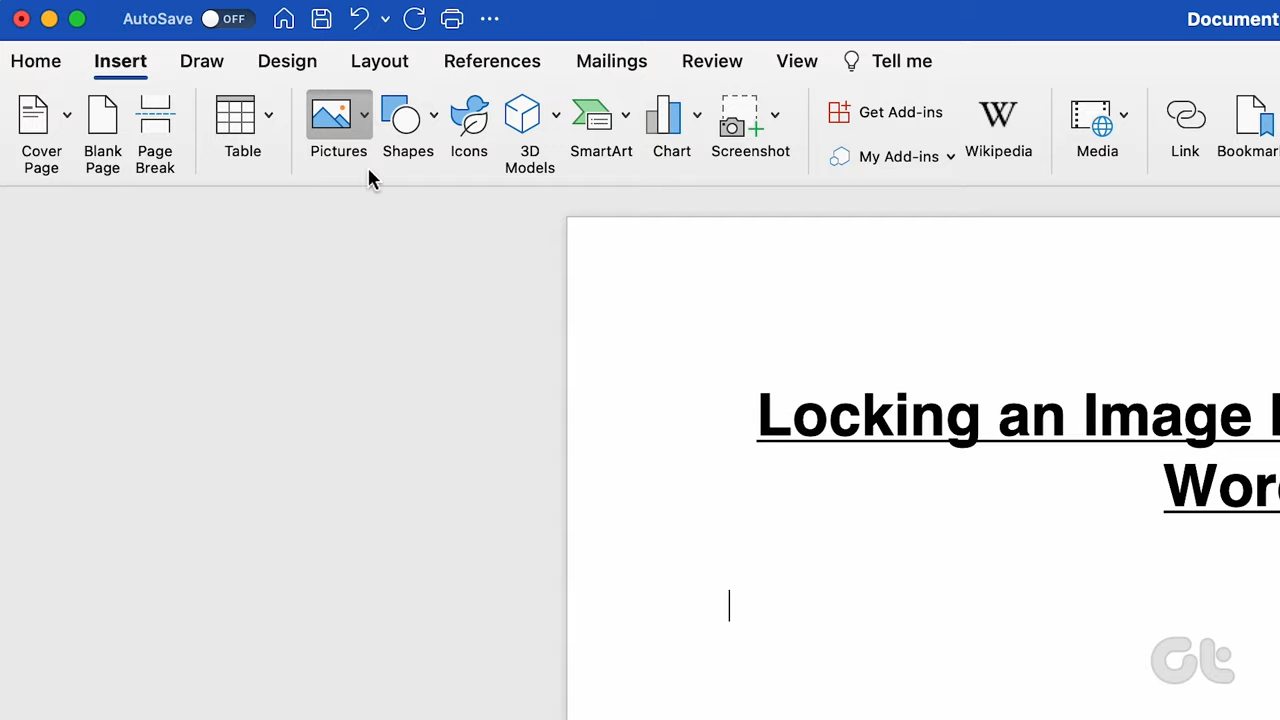 AutoSave OFF
Document
Home Insert Draw Design Layout References Mailings Review View Tell me
Cover Page
Blank Page
Page Break
Table
Pictures
Shapes
Icons
3D Models
SmartArt
Chart
Screenshot
Get Add-ins
My Add-ins
W
Wikipedia
Media
Link
Locking an Image
Gt